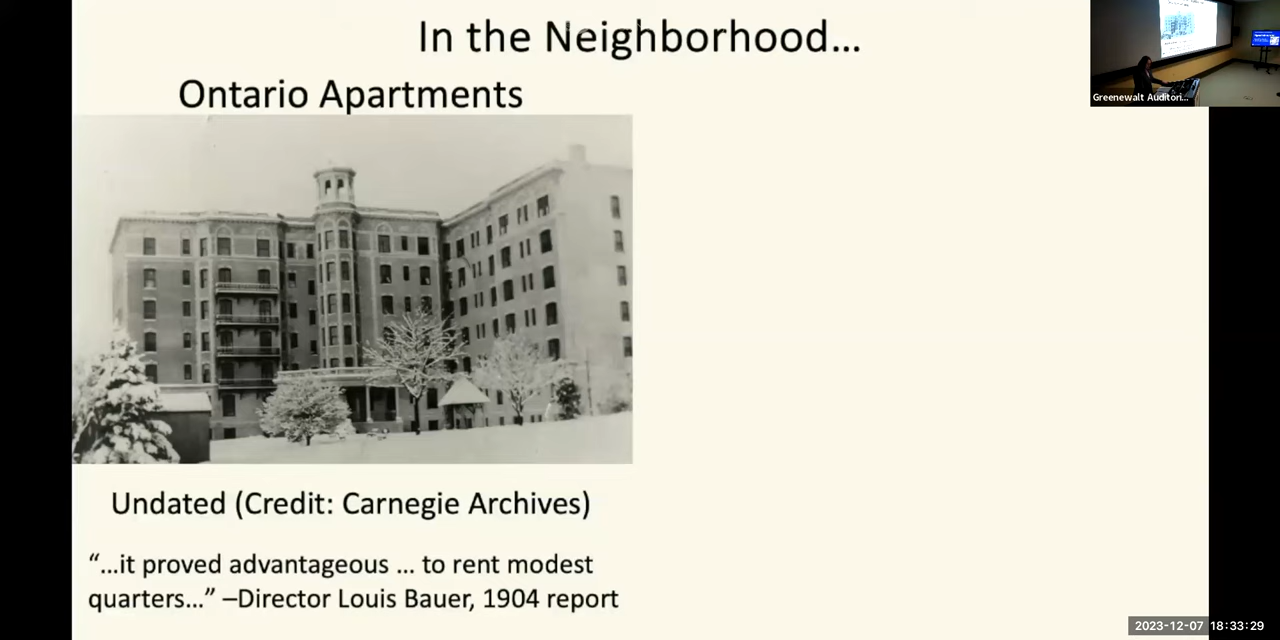 In the Neighborhood...
Ontario Apartments
Undated (Credit: Carnegie Archives)
“...it proved advantageous ... to rent modest
quarters...” –Director Louis Bauer, 1904 report
Greenewalt Auditori...
2023-12-07 18:33:29